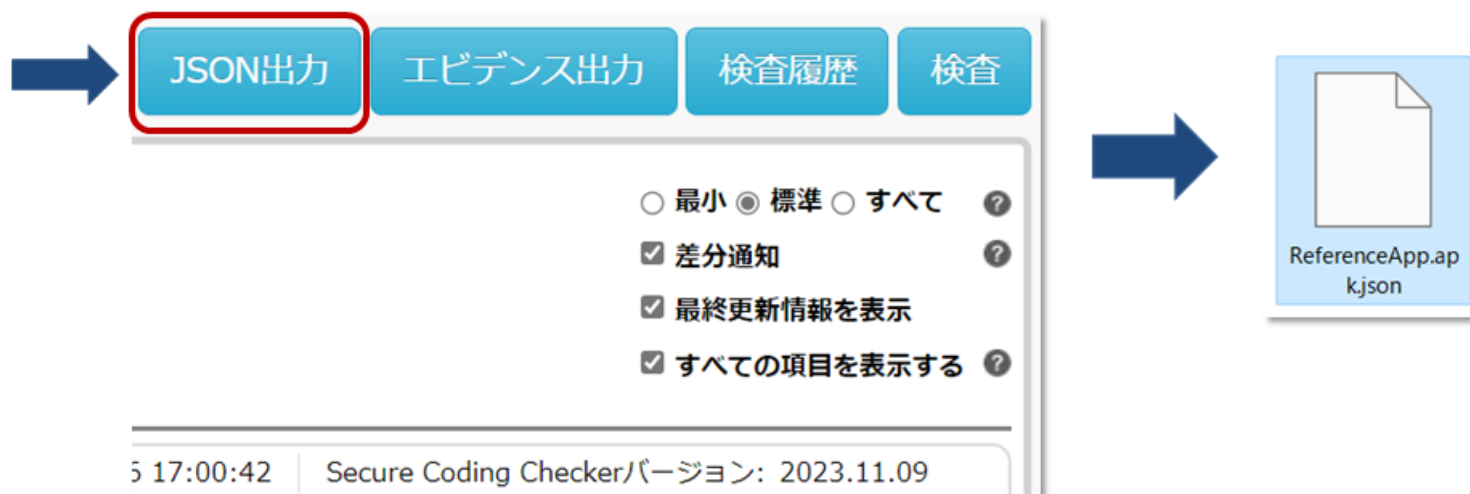 JSON出力 エビデンス出力 検査履歴 検査
最小 標準 すべて ?
差分通知 ?
最終更新情報を表示
すべての項目を表示する ?
17:00:42 Secure Coding Checkerバージョン: 2023.11.09
ReferenceApp.ap
k.json